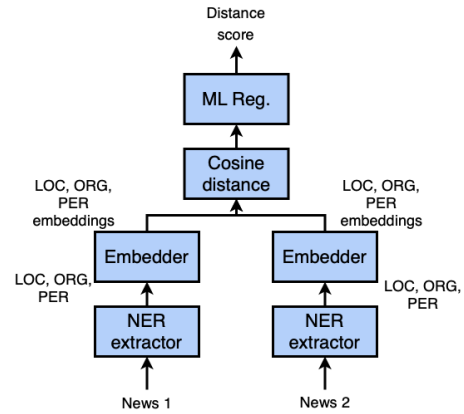 Distance
score
ML Reg.
Cosine
distance
LOC, ORG,
PER
embeddings
LOC, ORG,
PER
embeddings
Embedder
Embedder
LOC, ORG,
PER
LOC, ORG,
PER
NER
extractor
NER
extractor
News 1
News 2